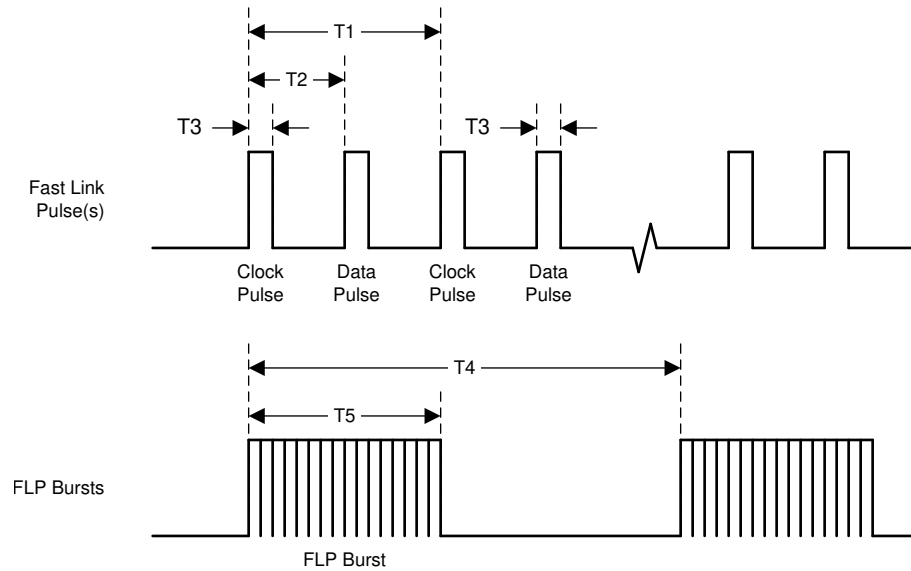 T1
T2
T3
T3
Fast Link
Pulse(s)
Clock
Pulse
Data
Pulse
Clock
Pulse
Data
Pulse
T4
T5
FLP Bursts
FLP Burst